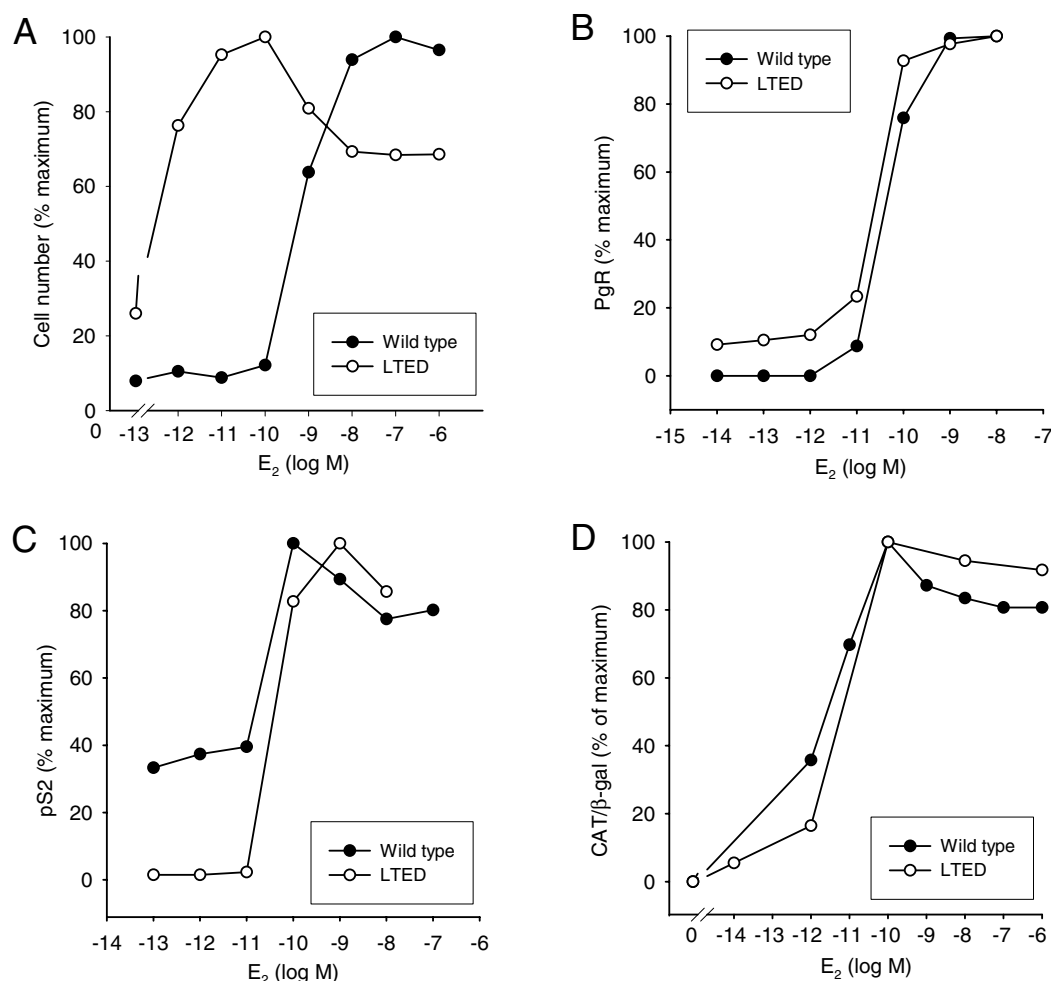 A
100
80
60
40
20
0
Cell number (% maximum)
Wild type
LTED
0 -13 -12 -11 -10 -9 -8 -7 -6
E2 (log M)
B
100
80
60
40
20
0
PgR (% maximum)
Wild type
LTED
-15 -14 -13 -12 -11 -10 -9 -8 -7
E2 (log M)
C
100
80
60
40
20
0
pS2 (% maximum)
Wild type
LTED
-14 -13 -12 -11 -10 -9 -8 -7 -6
E2 (log M)
D
100
80
60
40
20
0
CAT/β-gal (% of maximum)
Wild type
LTED
0 -14 -12 -11 -10 -9 -8 -7 -6
E2 (log M)